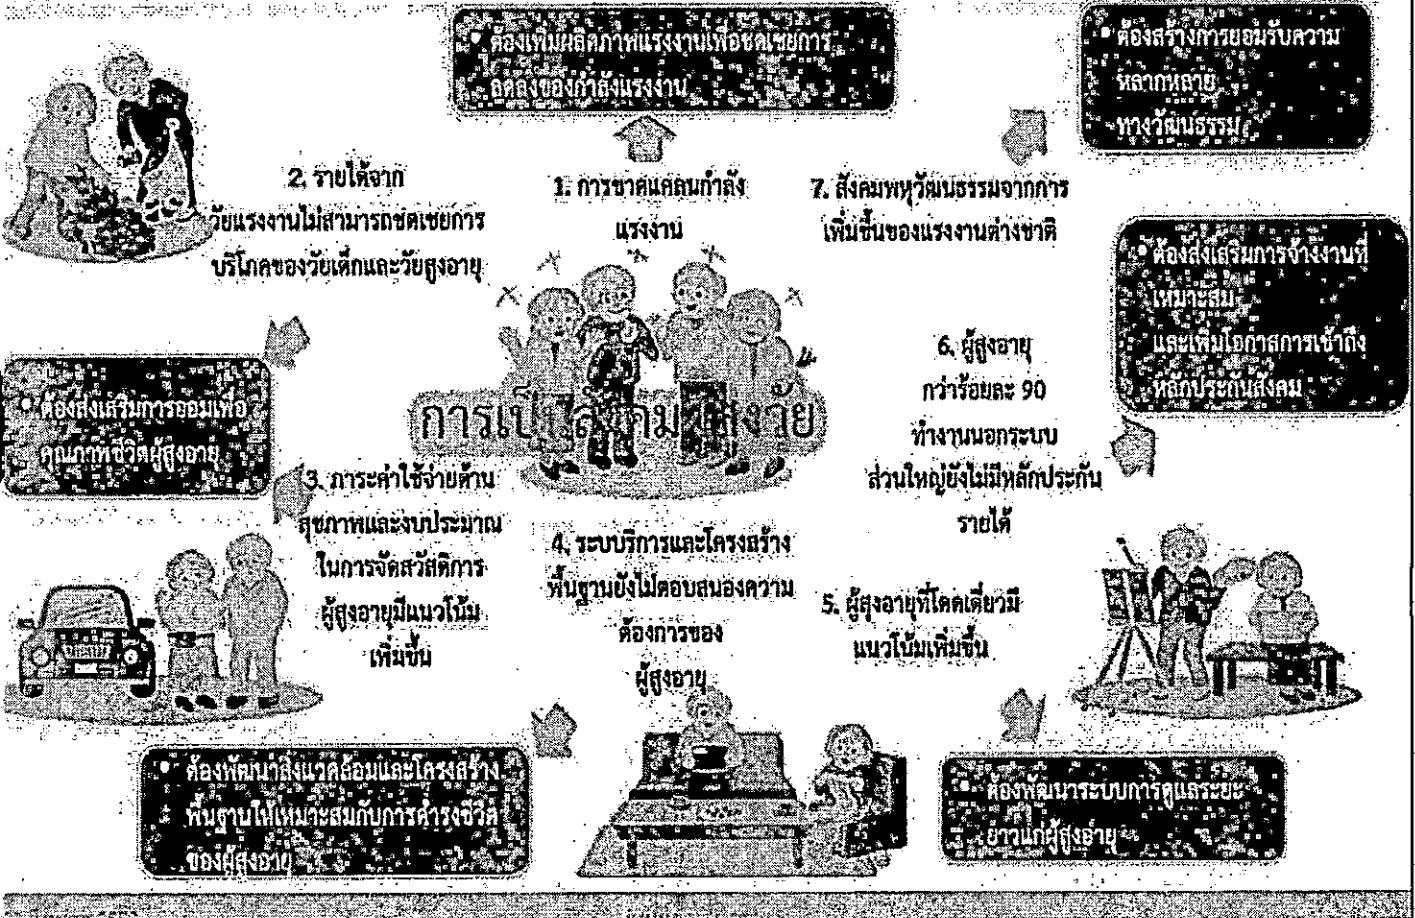 • ต้องเพิ่มผลิตภาพแรงงานเพื่อชดเชยการ
ลดลงของกำลังแรงงาน
• ต้องสร้างการยอมรับความ
หลากหลาย
ทางวัฒนธรรม
2. รายได้จาก
วัยแรงงานไม่สามารถชดเชยการ
บริโภคของวัยเด็กและวัยสูงอายุ
1. การขาดแคลนกำลัง
แรงงาน
7. สังคมพหุวัฒนธรรมจากการ
เพิ่มขึ้นของแรงงานต่างชาติ
• ต้องส่งเสริมการจ้างงานที่
เหมาะสม
และเพิ่มโอกาสการเข้าถึง
หลักประกันสังคม
6. ผู้สูงอายุ
กว่าร้อยละ 90
ทำงานนอกระบบ
ส่วนใหญ่ยังไม่มีหลักประกัน
รายได้
• ต้องส่งเสริมการออมเพื่อ
คุณภาพชีวิตผู้สูงอายุ
การเป็นสังคมสูงวัย
3. ภาระค่าใช้จ่ายด้าน
สุขภาพและงบประมาณ
ในการจัดสวัสดิการ
ผู้สูงอายุมีแนวโน้ม
เพิ่มขึ้น
4. ระบบบริการและโครงสร้าง
พื้นฐานยังไม่ตอบสนองความ
ต้องการของ
ผู้สูงอายุ
5. ผู้สูงอายุที่โดดเดี่ยวมี
แนวโน้มเพิ่มขึ้น
• ต้องพัฒนาสิ่งแวดล้อมและโครงสร้าง
พื้นฐานให้เหมาะสมกับการดำรงชีวิต
ของผู้สูงอายุ
• ต้องพัฒนาระบบการดูแลระยะ
ยาวแก่ผู้สูงอายุ